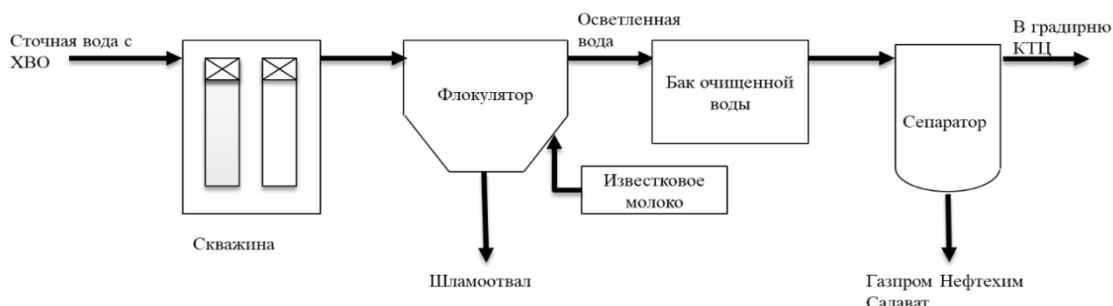 Сточная вода с
ХВО
Скважина
Флокулятор
Шламоотвал
Осветленная
вода
Известковое
молоко
Бак очищенной
воды
Сепаратор
В градирню
КТЦ
Газпром Нефтехим
Салават